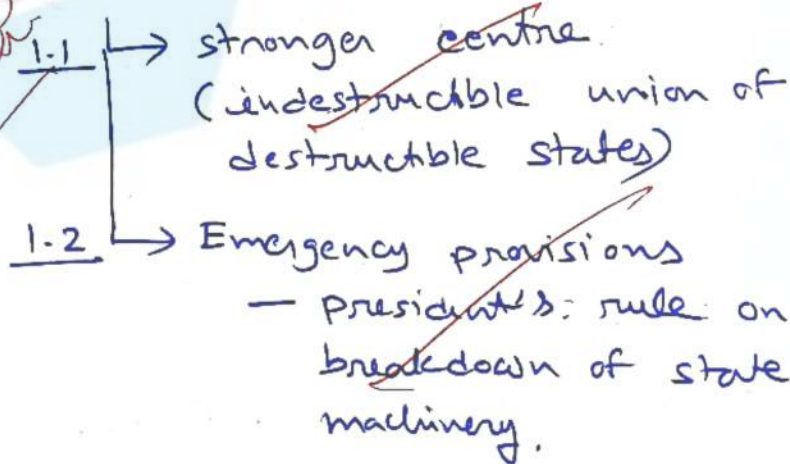 1.1 → stronger centre
(indestructible union of
destructible states)
1.2 → Emergency provisions
– president's rule on
breakdown of state
machinery.